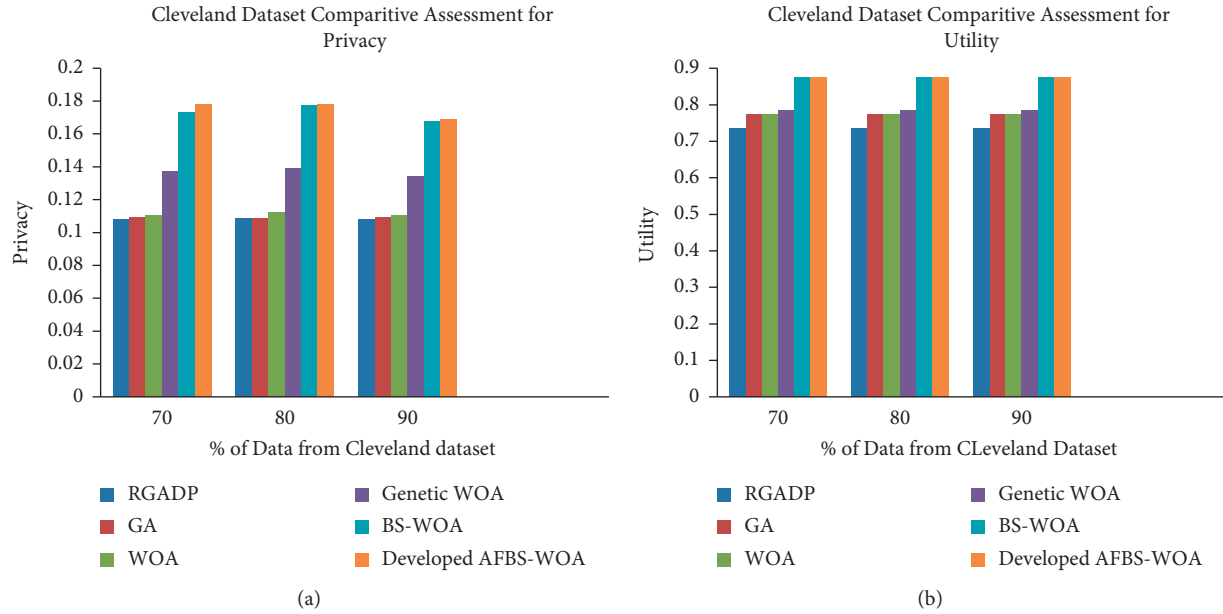 Cleveland Dataset Comparitive Assessment for
Privacy
0.2
0.18
0.16
0.14
0.12
0.1
0.08
0.06
0.04
0.02
0
Privacy
70
80
90
% of Data from Cleveland dataset
RGADP
GA
WOA
Genetic WOA
BS-WOA
Developed AFBS-WOA
(a)
Cleveland Dataset Comparitive Assessment for
Utility
0.9
0.8
0.7
0.6
0.5
0.4
0.3
0.2
0.1
0
Utility
70
80
90
% of Data from CLeveland Dataset
RGADP
GA
WOA
Genetic WOA
BS-WOA
Developed AFBS-WOA
(b)